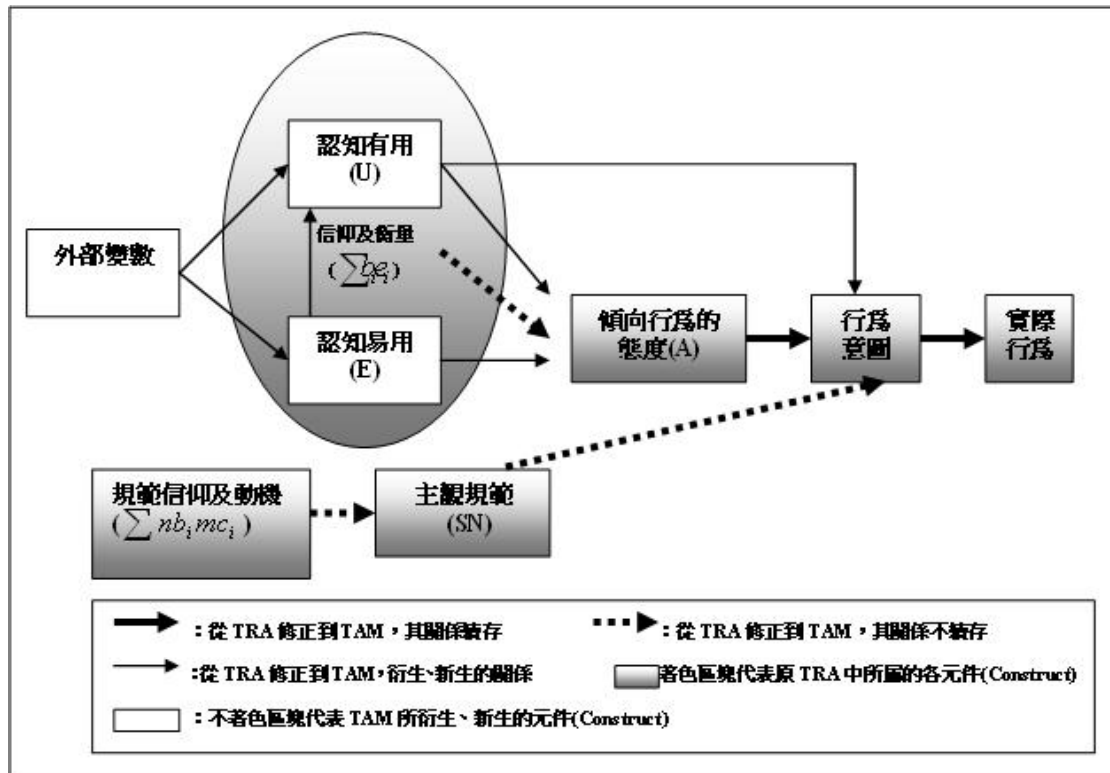 認知有用
(U)
信仰及衡量
(∑bᵢeᵢ)
外部變數
認知易用
(E)
傾向行為的
態度(A)
行為
意圖
實際
行為
規範信仰及動機
(∑nbᵢmcᵢ)
主觀規範
(SN)
：從 TRA 修正到 TAM，其關係續存
：從 TRA 修正到 TAM，其關係不續存
：從 TRA 修正到 TAM，衍生、新生的關係
著色區塊代表原 TRA 中所屬的各元件(Construct)
：不著色區塊代表 TAM 所衍生、新生的元件(Construct)